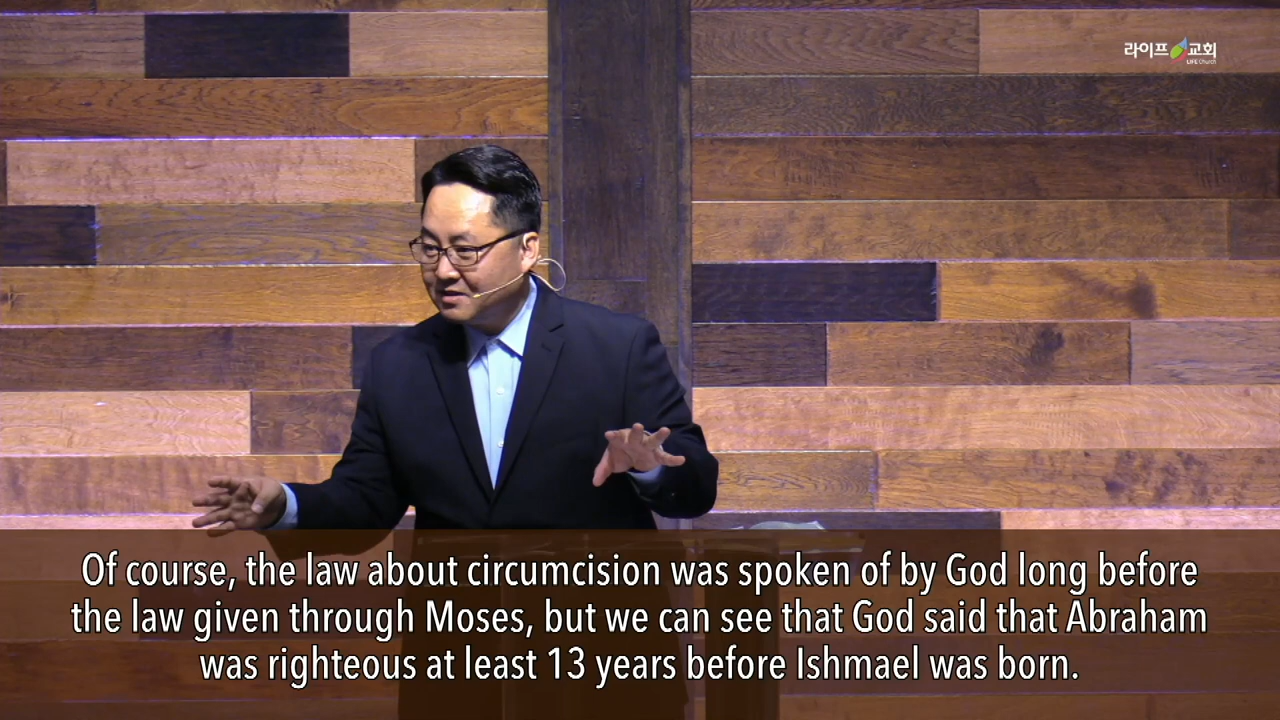 라이프 교회
LIFE Church
Of course, the law about circumcision was spoken of by God long before
the law given through Moses, but we can see that God said that Abraham
was righteous at least 13 years before Ishmael was born.